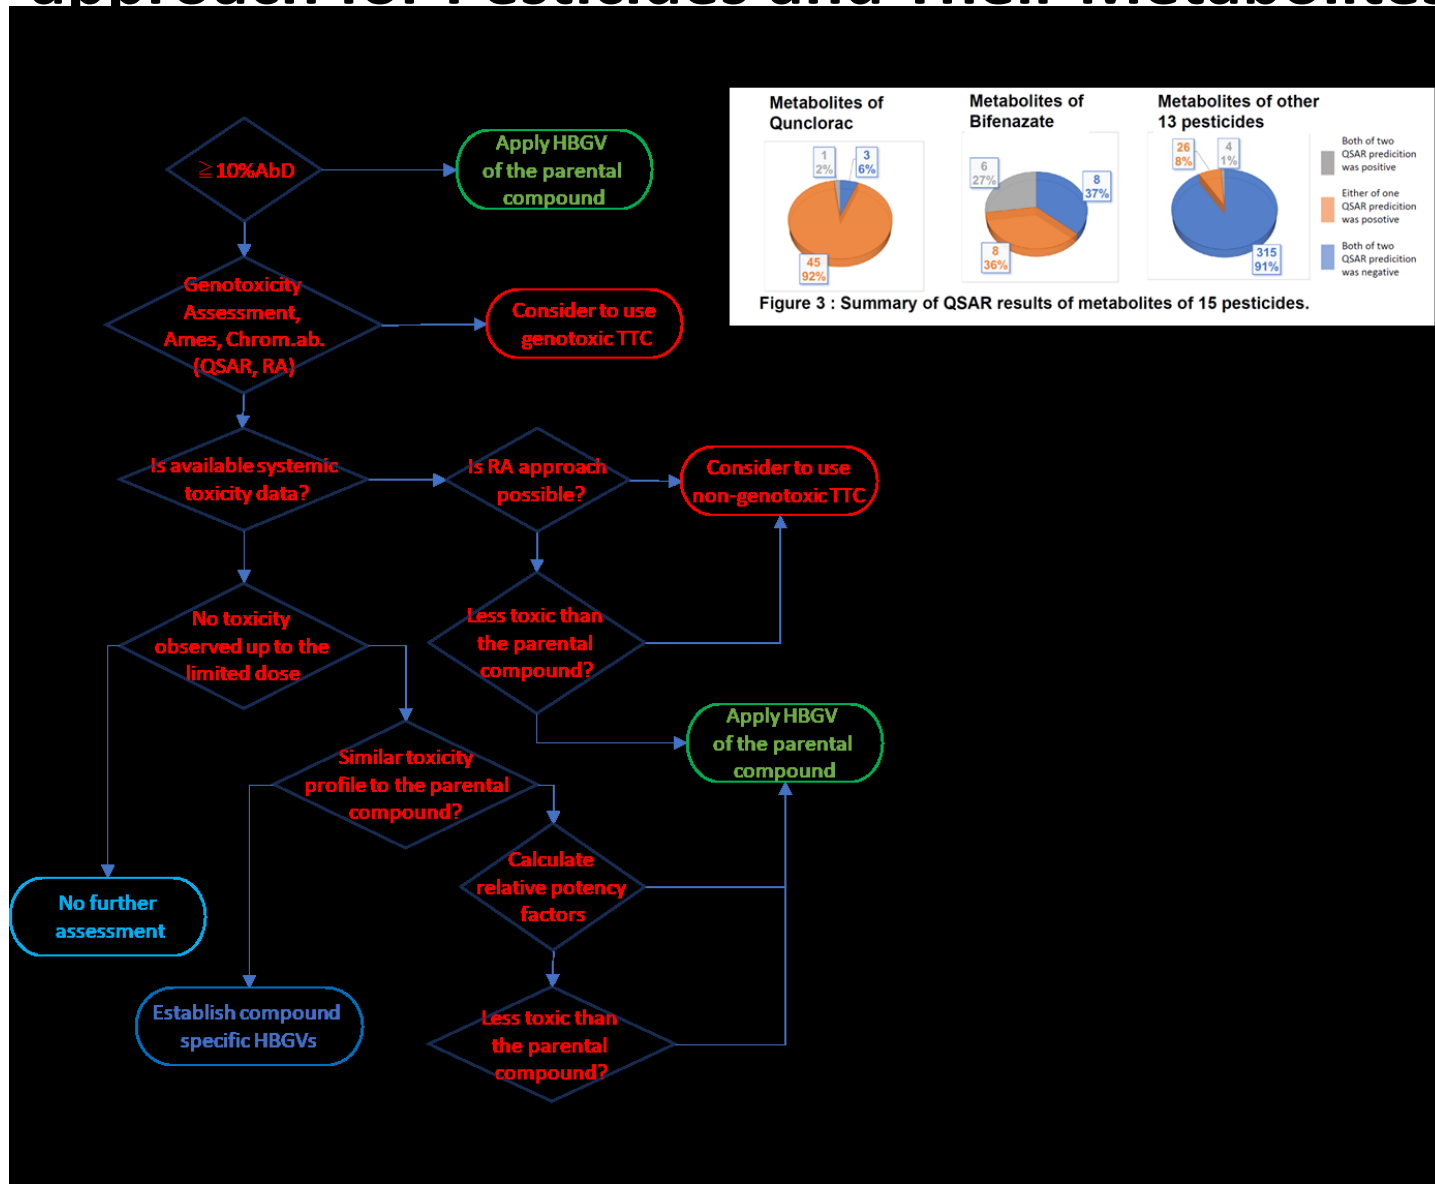 approach for Pesticides and Their Metabolites
≧10%AbD
Apply HBGV
of the parental
compound
Genotoxicity
Assessment,
Ames, Chrom.ab.
(QSAR, RA)
Consider to use
genotoxic TTC
Is available systemic
toxicity data?
Is RA approach
possible?
Consider to use
non-genotoxic TTC
No toxicity
observed up to the
limited dose
Less toxic than
the parental
compound?
Apply HBGV
of the parental
compound
Similar toxicity
profile to the parental
compound?
Calculate
relative potency
factors
No further
assessment
Establish compound
specific HBGVs
Less toxic than
the parental
compound?
Metabolites of
Qunclorac
1
2%
3
6%
45
92%
Metabolites of
Bifenazate
6
27%
8
37%
8
36%
Metabolites of other
13 pesticides
26
8%
4
1%
315
91%
Both of two
QSAR predicition
was positive
Either of one
QSAR predicition
was posotive
Both of two
QSAR predicition
was negative
Figure 3 : Summary of QSAR results of metabolites of 15 pesticides.